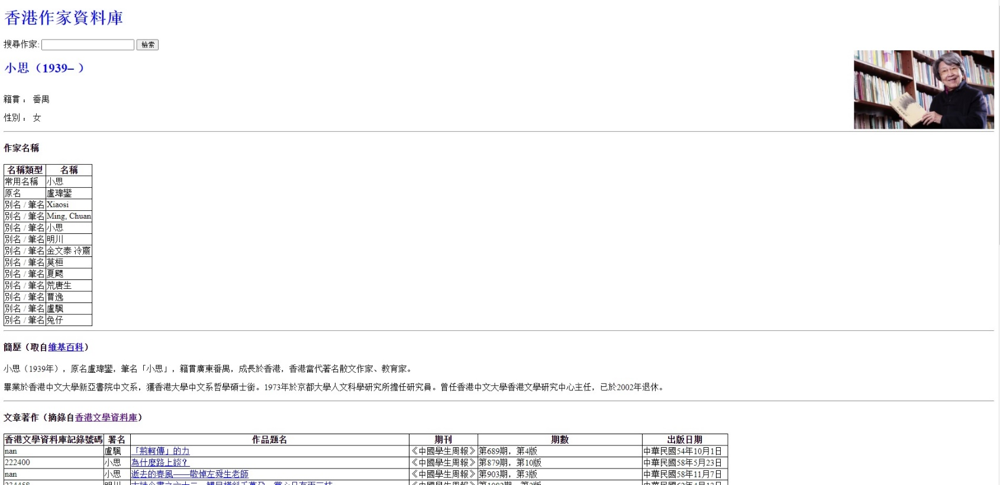 香港作家資料庫
搜尋作家: 檢索
小思（1939– ）
籍貫： 番禺
性別： 女
作家名稱
名稱類型 名稱
常用名稱 小思
原名 盧瑋鑾
別名 / 筆名 Xiaosi
別名 / 筆名 Ming, Chuan
別名 / 筆名 小思
別名 / 筆名 明川
別名 / 筆名 金文泰 冷齋
別名 / 筆名 莫桓
別名 / 筆名 夏颸
別名 / 筆名 荒唐生
別名 / 筆名 賈逸
別名 / 筆名 盧颿
別名 / 筆名 兔仔
簡歷（取自維基百科）
小思（1939年），原名盧瑋鑾，筆名「小思」，籍貫廣東番禺，成長於香港，香港當代著名散文作家、教育家。
畢業於香港中文大學新亞書院中文系，獲香港大學中文系哲學碩士銜。1973年於京都大學人文科學研究所擔任研究員。曾任香港中文大學香港文學研究中心主任，已於2002年退休。
文章著作（摘錄自香港文學資料庫）
香港文學資料庫記錄號碼 署名 作品題名 期刊 期數 出版日期
nan 盧颿 「荊軻傳」的力 《中國學生周報》 第689期，第4版 中華民國54年10月1日
222400 小思 為什麼路上談？ 《中國學生周報》 第879期，第10版 中華民國58年5月23日
nan 小思 逝去的春風——敬悼左舜生老師 《中國學生周報》 第903期，第3版 中華民國58年11月7日